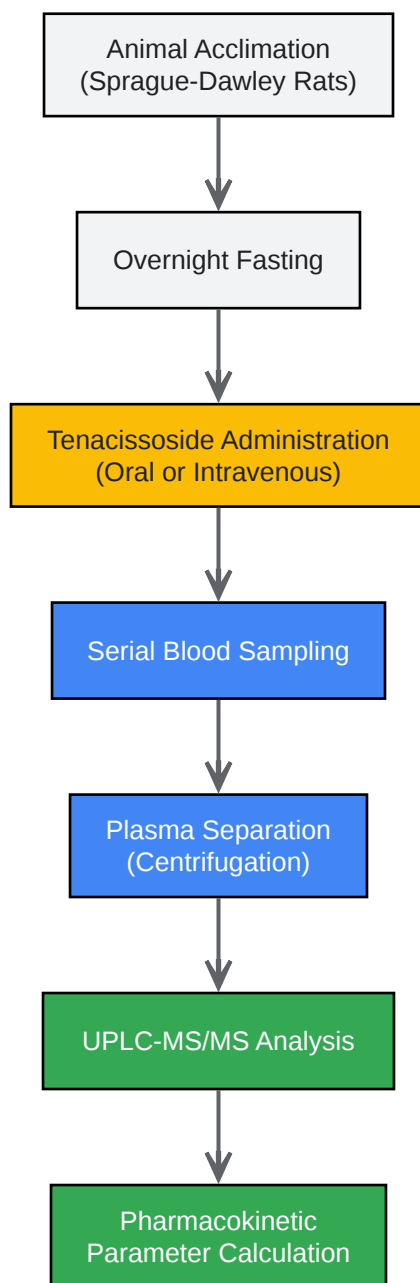 Animal Acclimation
(Sprague-Dawley Rats)
Overnight Fasting
Tenacissoside Administration
(Oral or Intravenous)
Serial Blood Sampling
Plasma Separation
(Centrifugation)
UPLC-MS/MS Analysis
Pharmacokinetic
Parameter Calculation